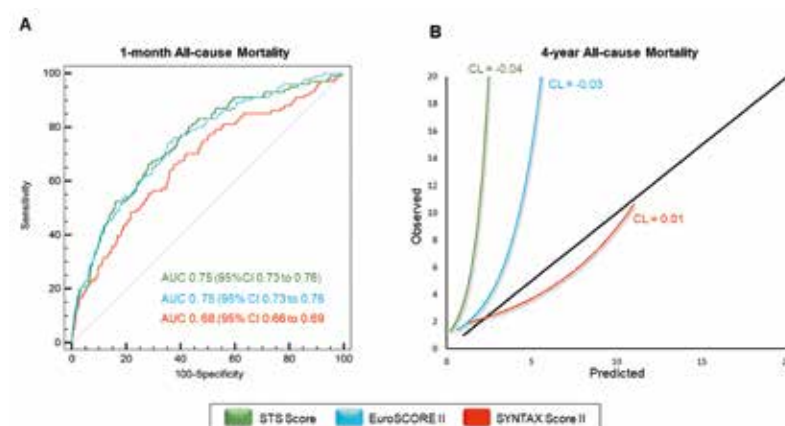 A
1-month All-cause Mortality
100
80
60
40
20
0
0 20 40 60 80 100
Sensitivity
100-Specificity
AUC 0.75 (95%CI 0.73 to 0.76)
AUC 0.75 (95% CI 0.73 to 0.76
AUC 0.68 (95% CI 0.66 to 0.69
B
4-year All-cause Mortality
CL = -0.04
CL = -0.03
CL = 0.01
20
18
16
14
12
10
8
6
4
2
0
0 5 10 15 20
Observed
Predicted
STS Score EuroSCORE II SYNTAX Score II